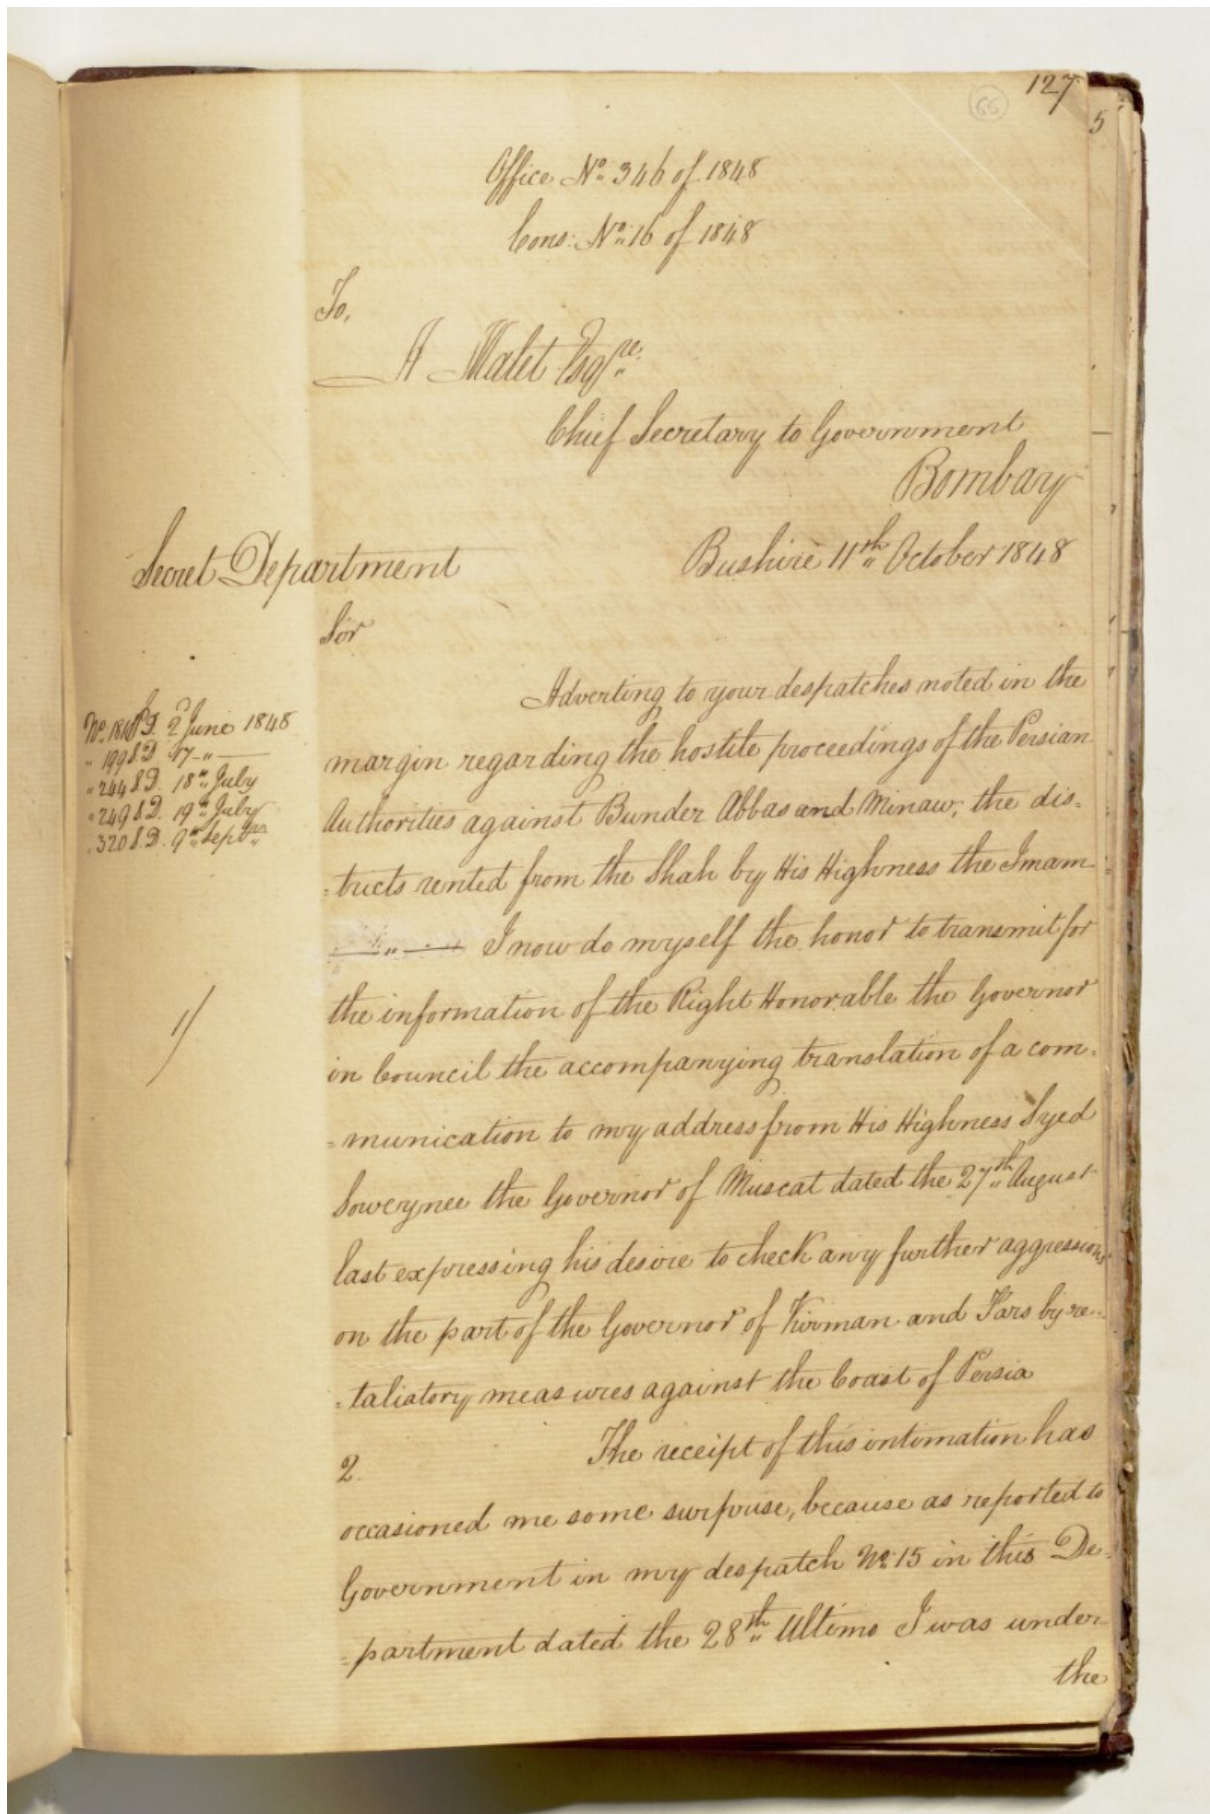 127
66
5
Office No. 346 of 1848
Cons: No. 16 of 1848
To,
A Malet Esqre.
Chief Secretary to Government
Bombay
Secret Department
Bushire 11th October 1848
Sir
No. 181 S.D. 2 June 1848
" 199 S.D. 17 - " -
" 244 S.D. 18th July
" 249 S.D. 19th July
" 320 S.D. 9th Septr.
Adverting to your despatches noted in the
margin regarding the hostile proceedings of the Persian
Authorities against Bunder Abbas and Minaw, the dis=
=tricts rented from the Shah by His Highness the Imam
I now do myself the honor to transmit for
the information of the Right Honorable the Governor
1/
in Council the accompanying translation of a com=
=munication to my address from His Highness Syed
Soweynee the Governor of Muscat dated the 27th August
last expressing his desire to check any further aggressions
on the part of the Governor of Kirman and Fars by re=
=taliatory measures against the Coast of Persia
2. The receipt of this intimation has
occasioned me some surprise, because as reported to
Government in my despatch No. 15 in this De=
=partment dated the 28th Ultimo I was under
the